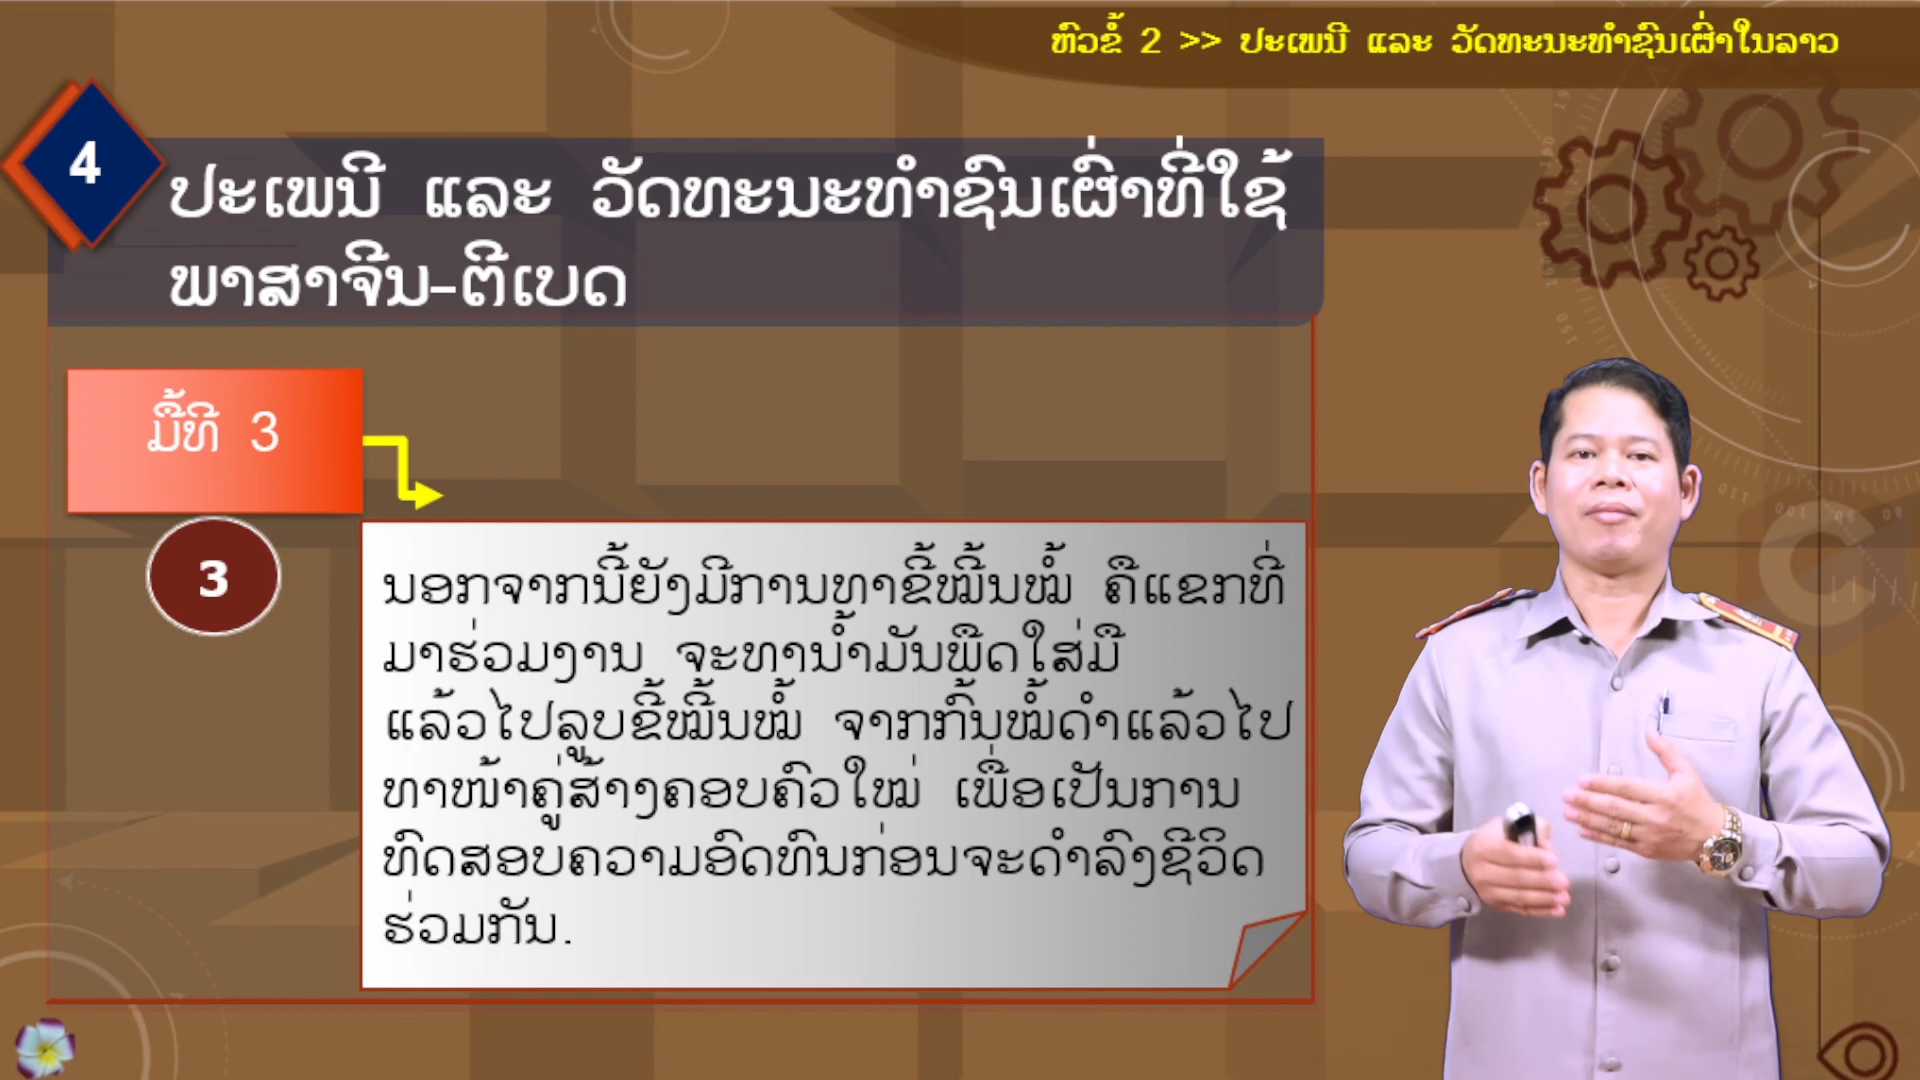 ຫົວຂໍ້ 2 >> ປະເພນີ ແລະ ວັດທະນະທຳຊົນເຜົ່າໃນລາວ
4
ປະເພນີ ແລະ ວັດທະນະທຳຊົນເຜົ່າທີ່ໃຊ້
ພາສາຈີນ-ຕີເບດ
ມື້ທີ 3
3
ນອກຈາກນີ້ຍັງມີການທາຂີ້ໝີ້ນໝໍ້ ຄືແຂກທີ່
ມາຮ່ວມງານ ຈະທານ້ຳມັນພືດໃສ່ມື
ແລ້ວໄປລູບຂີ້ໝີ້ນໝໍ້ ຈາກກົ້ນໝໍ້ດຳແລ້ວໄປ
ທາໜ້າຄູ່ສ້າງຄອບຄົວໃໝ່ ເພື່ອເປັນການ
ທົດສອບຄວາມອົດທົນກ່ອນຈະດຳລົງຊີວິດ
ຮ່ວມກັນ.